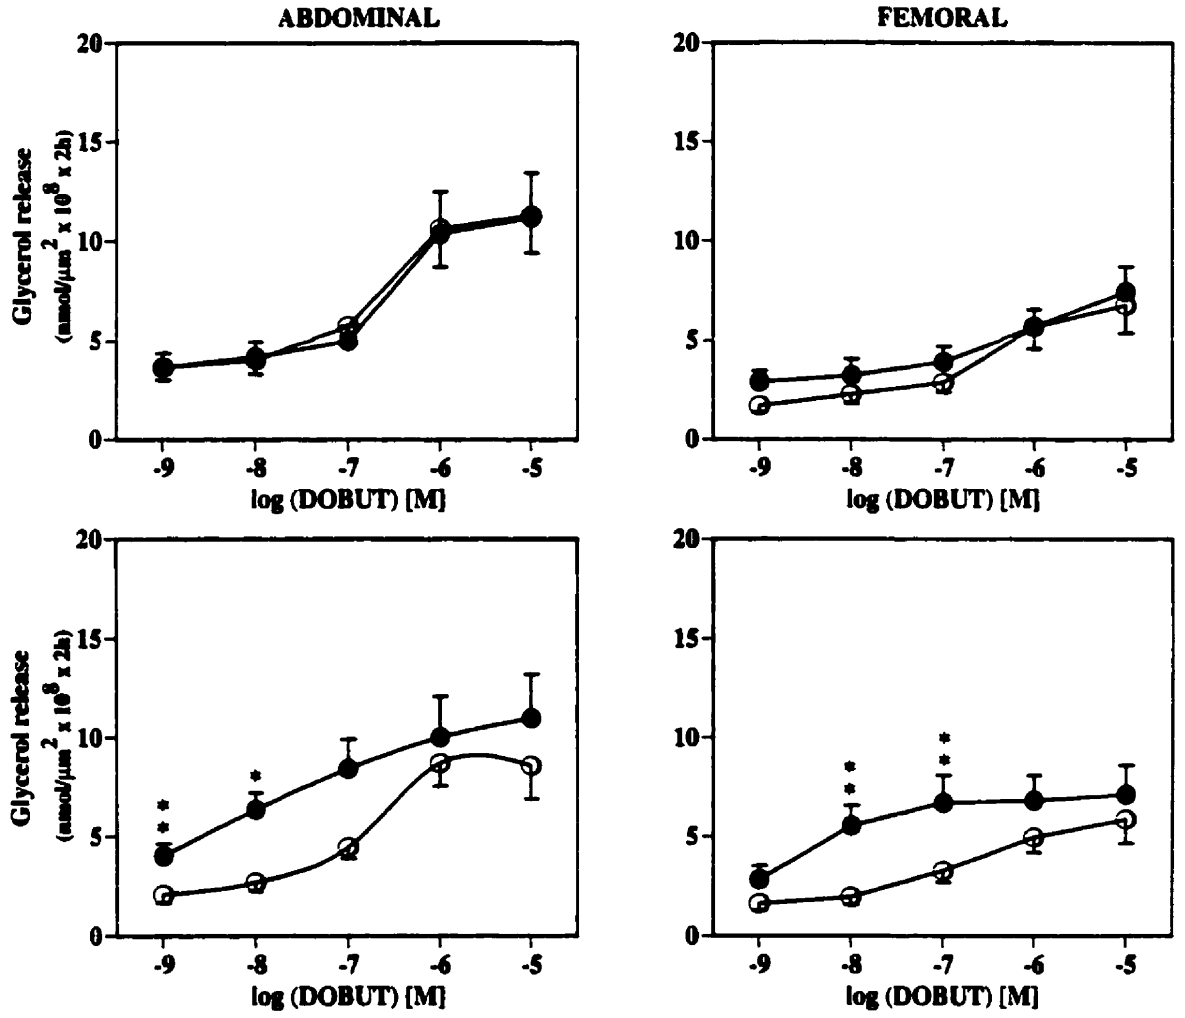 ABDOMINAL
FEMORAL
20
15
10
5
0
Glycerol release
(nmol/μm² x 10⁸ x 2h)
-9 -8 -7 -6 -5
log (DOBUT) [M]
20
15
10
5
0
-9 -8 -7 -6 -5
log (DOBUT) [M]
20
15
10
5
0
Glycerol release
(nmol/μm² x 10⁸ x 2h)
* *
*
-9 -8 -7 -6 -5
log (DOBUT) [M]
20
15
10
5
0
* *
* *
-9 -8 -7 -6 -5
log (DOBUT) [M]